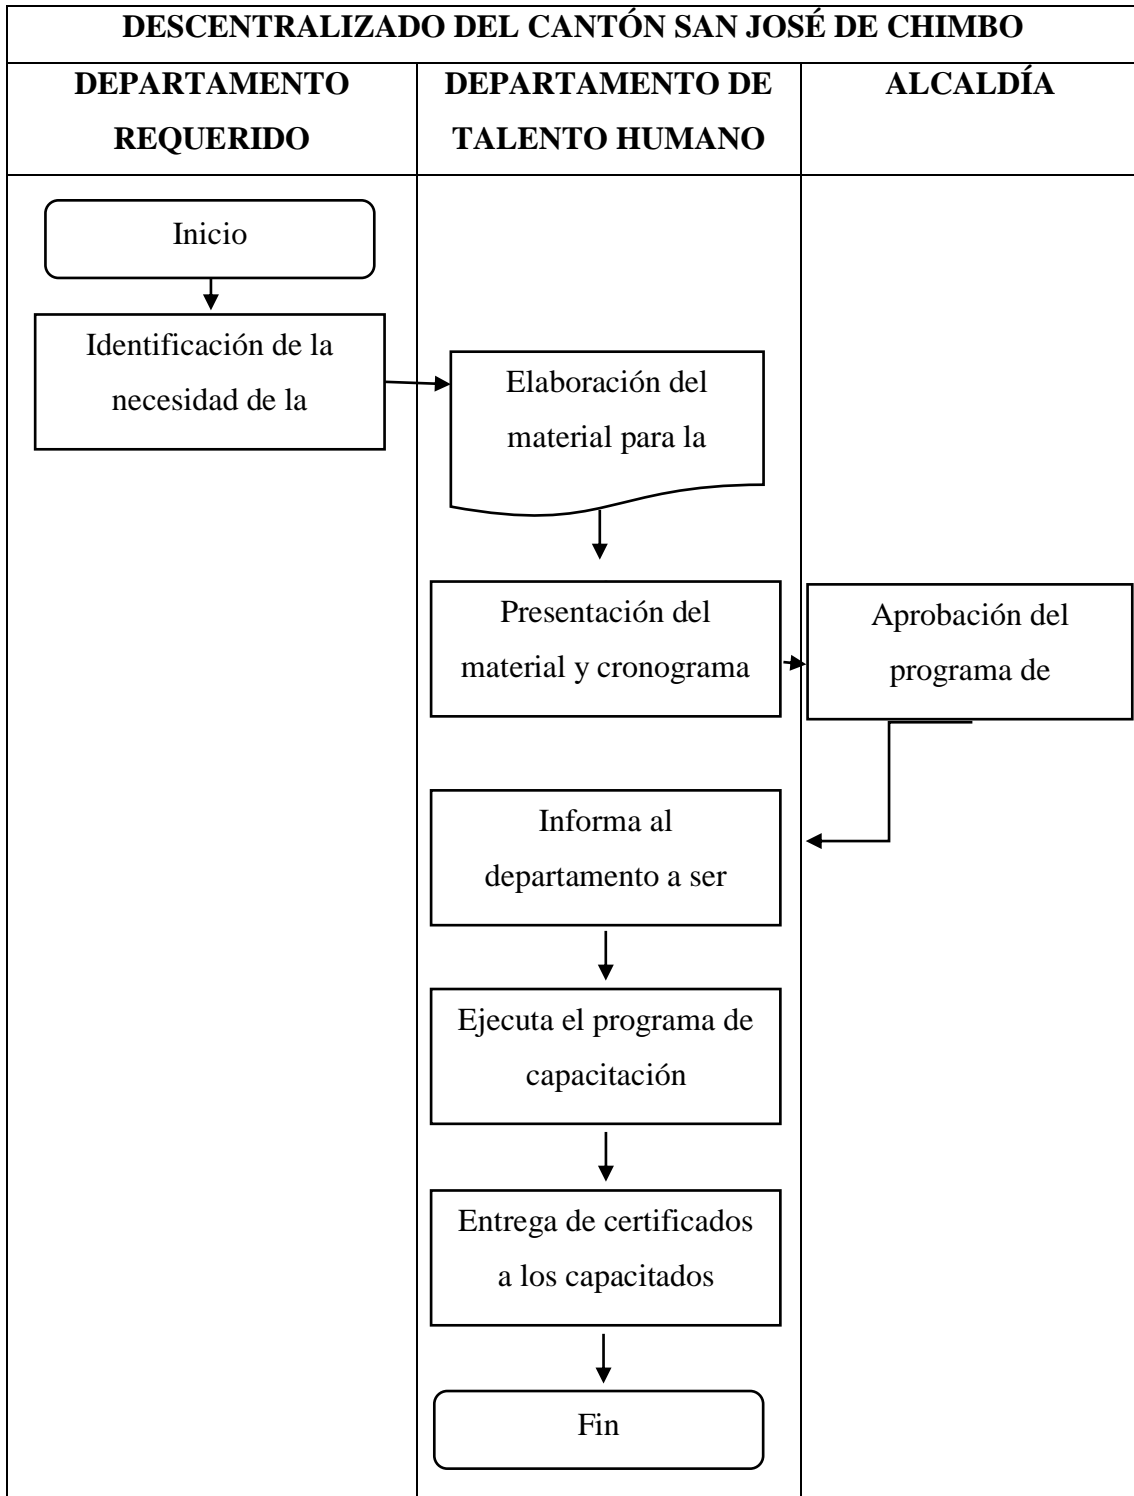 DESCENTRALIZADO DEL CANTÓN SAN JOSÉ DE CHIMBO
DEPARTAMENTO
REQUERIDO
DEPARTAMENTO DE
TALENTO HUMANO
ALCALDÍA
Inicio
Identificación de la
necesidad de la
Elaboración del
material para la
Presentación del
material y cronograma
Aprobación del
programa de
Informa al
departamento a ser
Ejecuta el programa de
capacitación
Entrega de certificados
a los capacitados
Fin